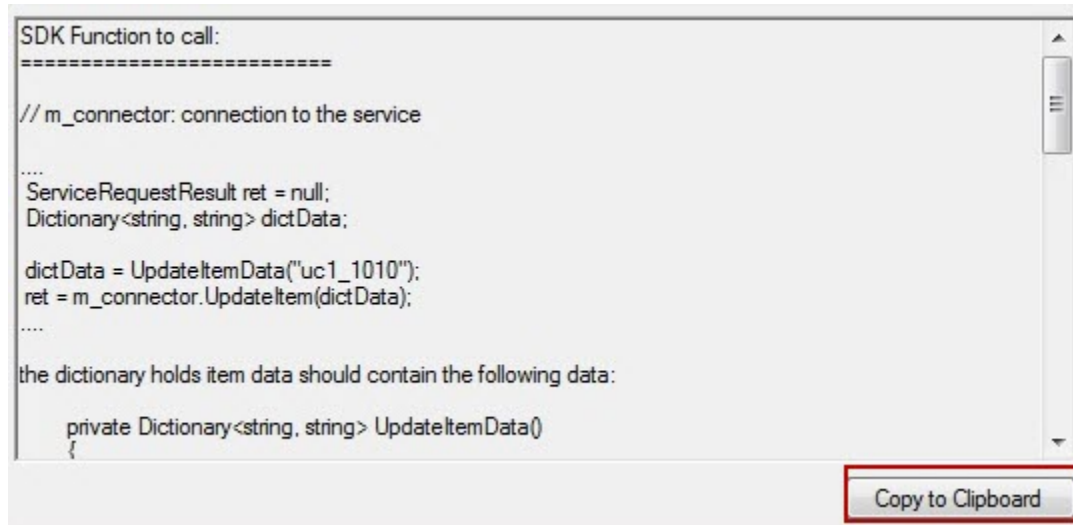 SDK Function to call:
==========================
// m_connector: connection to the service
....
ServiceRequestResult ret = null;
Dictionary<string, string> dictData;
dictData = UpdateItemData("uc1_1010");
ret = m_connector.UpdateItem(dictData);
....
the dictionary holds item data should contain the following data:
private Dictionary<string, string> UpdateItemData()
{
Copy to Clipboard